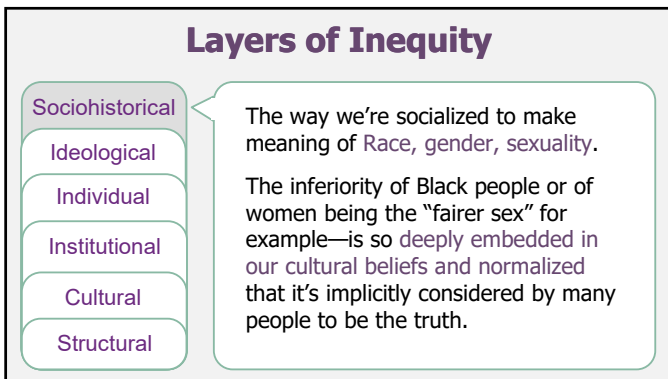 Layers of Inequity
Sociohistorical
Ideological
Individual
Institutional
Cultural
Structural
The way we’re socialized to make
meaning of Race, gender, sexuality.
The inferiority of Black people or of
women being the “fairer sex” for
example—is so deeply embedded in
our cultural beliefs and normalized
that it’s implicitly considered by many
people to be the truth.